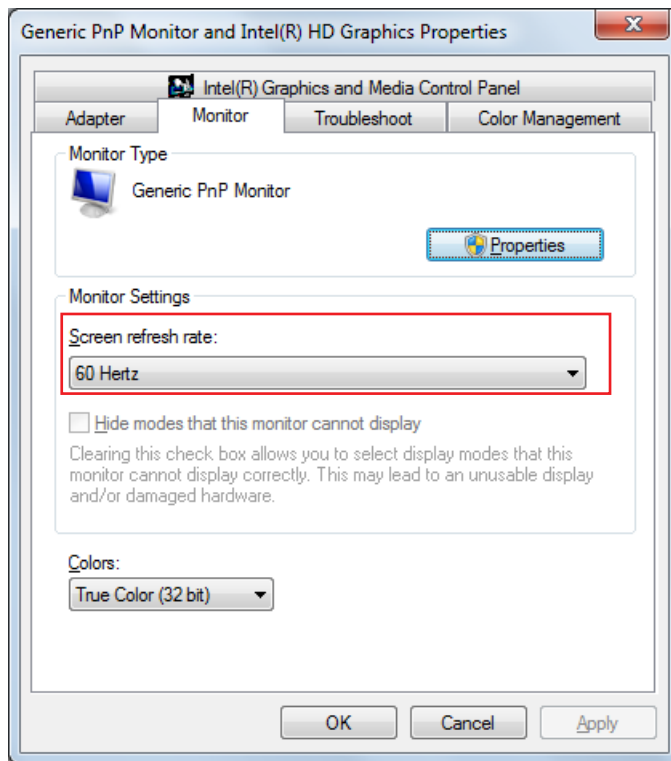 Generic PnP Monitor and Intel(R) HD Graphics Properties
Intel(R) Graphics and Media Control Panel
Adapter Monitor Troubleshoot Color Management
Monitor Type
Generic PnP Monitor
Properties
Monitor Settings
Screen refresh rate:
60 Hertz
Hide modes that this monitor cannot display
Clearing this check box allows you to select display modes that this
monitor cannot display correctly. This may lead to an unusable display
and/or damaged hardware.
Colors:
True Color (32 bit)
OK Cancel Apply